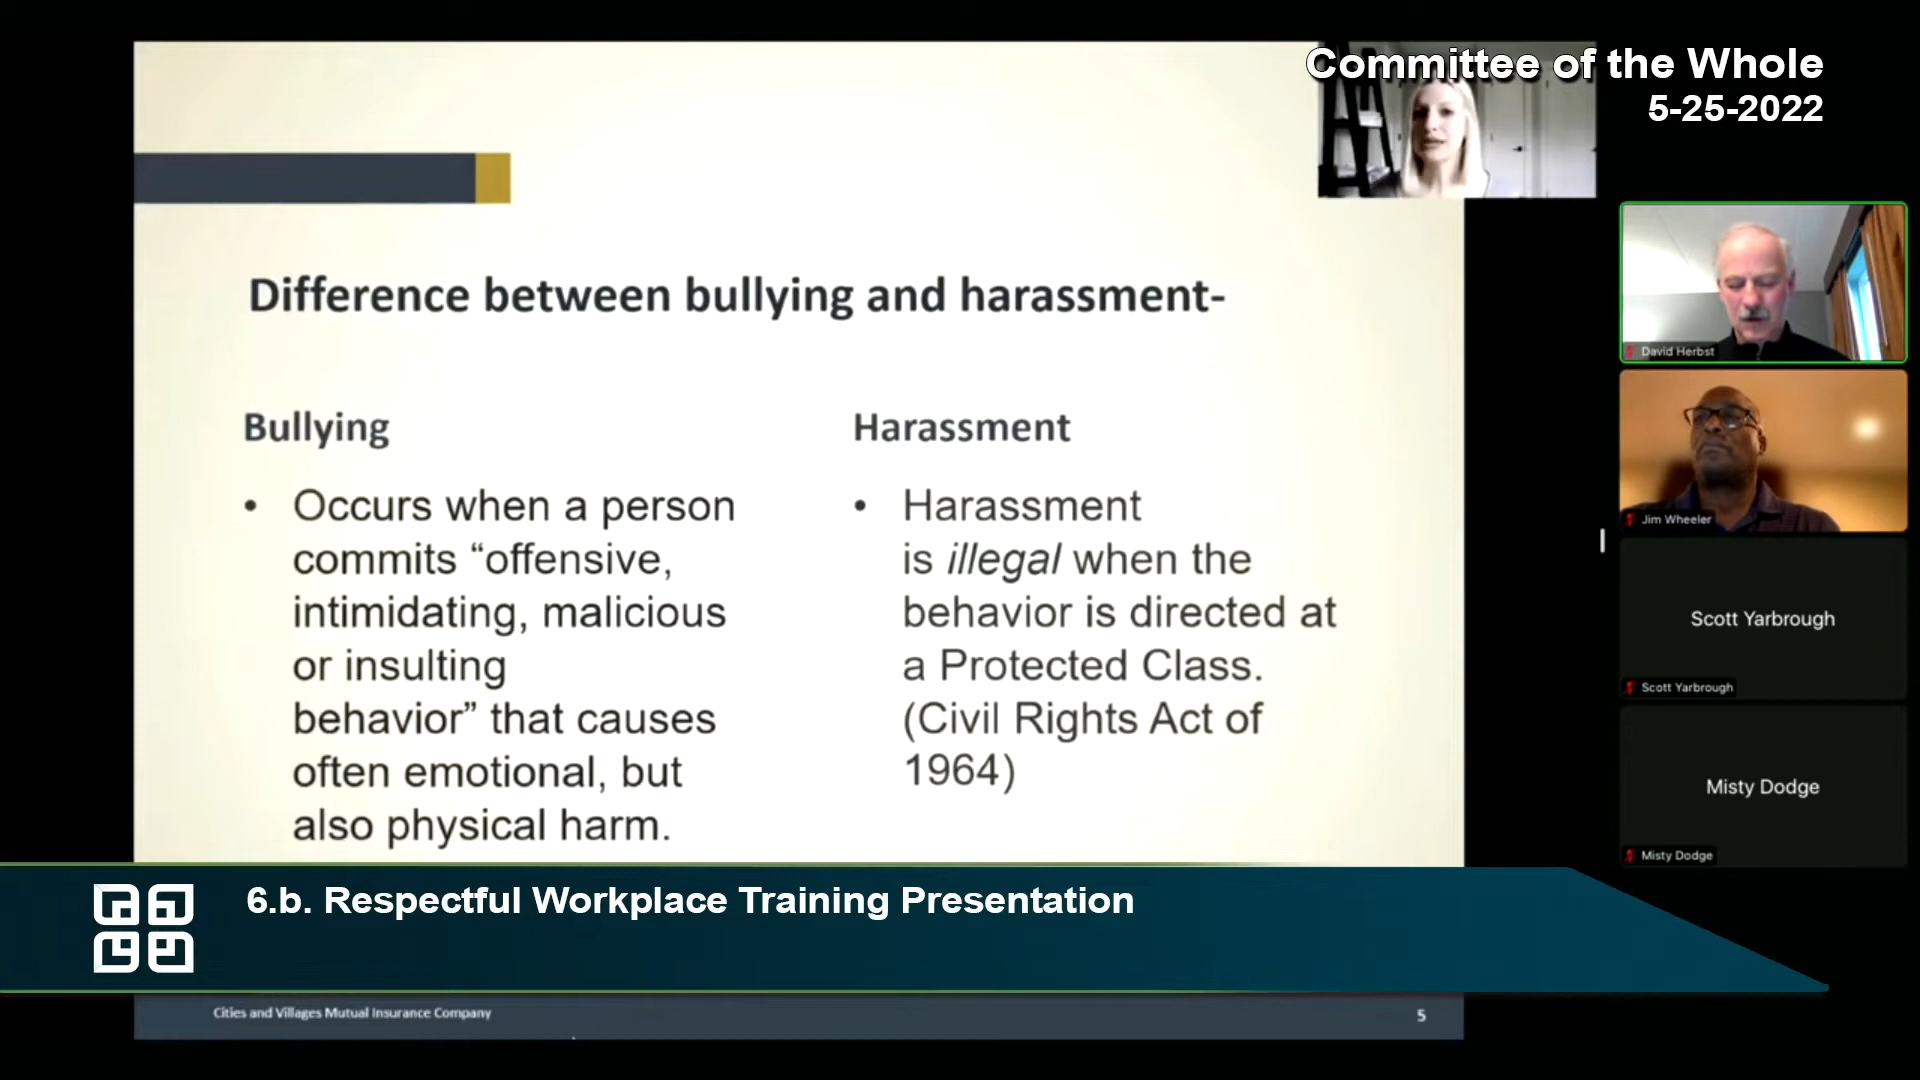 Committee of the Whole
5-25-2022
Difference between bullying and harassment-
Bullying
• Occurs when a person
commits “offensive,
intimidating, malicious
or insulting
behavior” that causes
often emotional, but
also physical harm.
Harassment
• Harassment
is illegal when the
behavior is directed at
a Protected Class.
(Civil Rights Act of
1964)
David Herbst
Jim Wheeler
Scott Yarbrough
Scott Yarbrough
Misty Dodge
Misty Dodge
6.b. Respectful Workplace Training Presentation
Cities and Villages Mutual Insurance Company
5